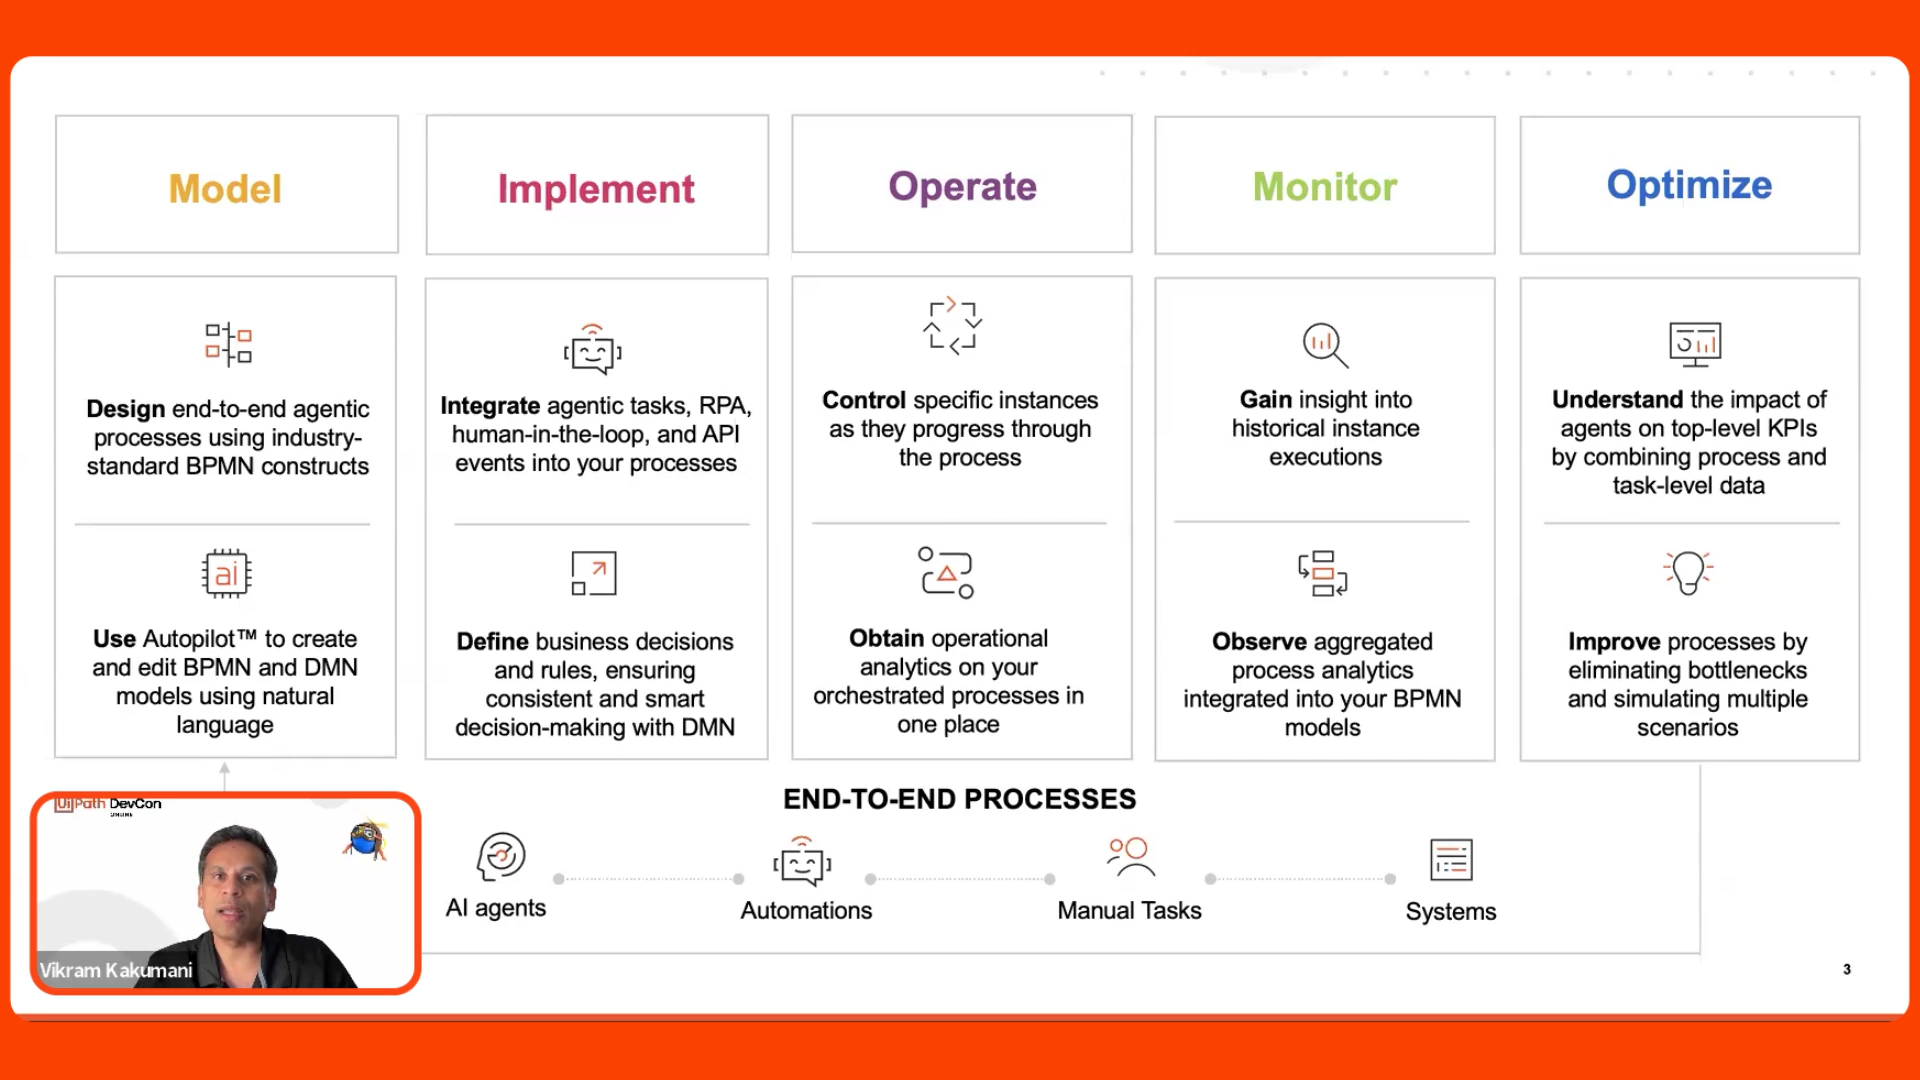 Model
Implement
Operate
Monitor
Optimize
Design end-to-end agentic
processes using industry-
standard BPMN constructs
ai
Use Autopilot™ to create
and edit BPMN and DMN
models using natural
language
Integrate agentic tasks, RPA,
human-in-the-loop, and API
events into your processes
Define business decisions
and rules, ensuring
consistent and smart
decision-making with DMN
Control specific instances
as they progress through
the process
Obtain operational
analytics on your
orchestrated processes in
one place
Gain insight into
historical instance
executions
Observe aggregated
process analytics
integrated into your BPMN
models
Understand the impact of
agents on top-level KPIs
by combining process and
task-level data
Improve processes by
eliminating bottlenecks
and simulating multiple
scenarios
END-TO-END PROCESSES
AI agents
Automations
Manual Tasks
Systems
UiPath DevCon
ONLINE
Vikram Kakumani
3